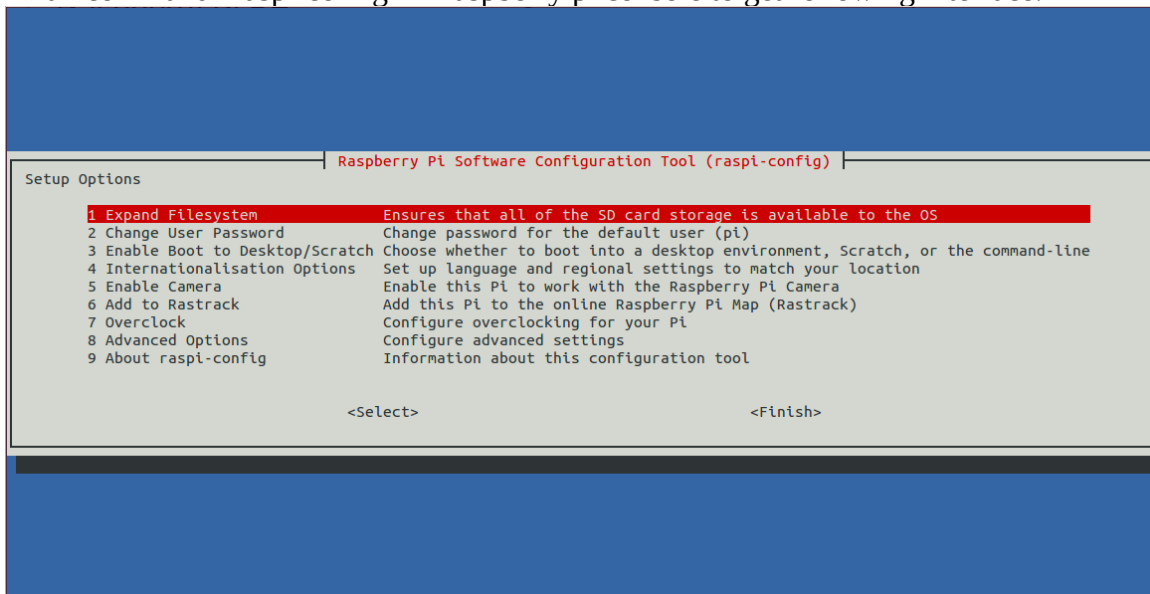 Raspberry Pi Software Configuration Tool (raspi-config)
Setup Options
1 Expand Filesystem Ensures that all of the SD card storage is available to the OS
2 Change User Password Change password for the default user (pi)
3 Enable Boot to Desktop/Scratch Choose whether to boot into a desktop environment, Scratch, or the command-line
4 Internationalisation Options Set up language and regional settings to match your location
5 Enable Camera Enable this Pi to work with the Raspberry Pi Camera
6 Add to Rastrack Add this Pi to the online Raspberry Pi Map (Rastrack)
7 Overclock Configure overclocking for your Pi
8 Advanced Options Configure advanced settings
9 About raspi-config Information about this configuration tool
<Select> <Finish>